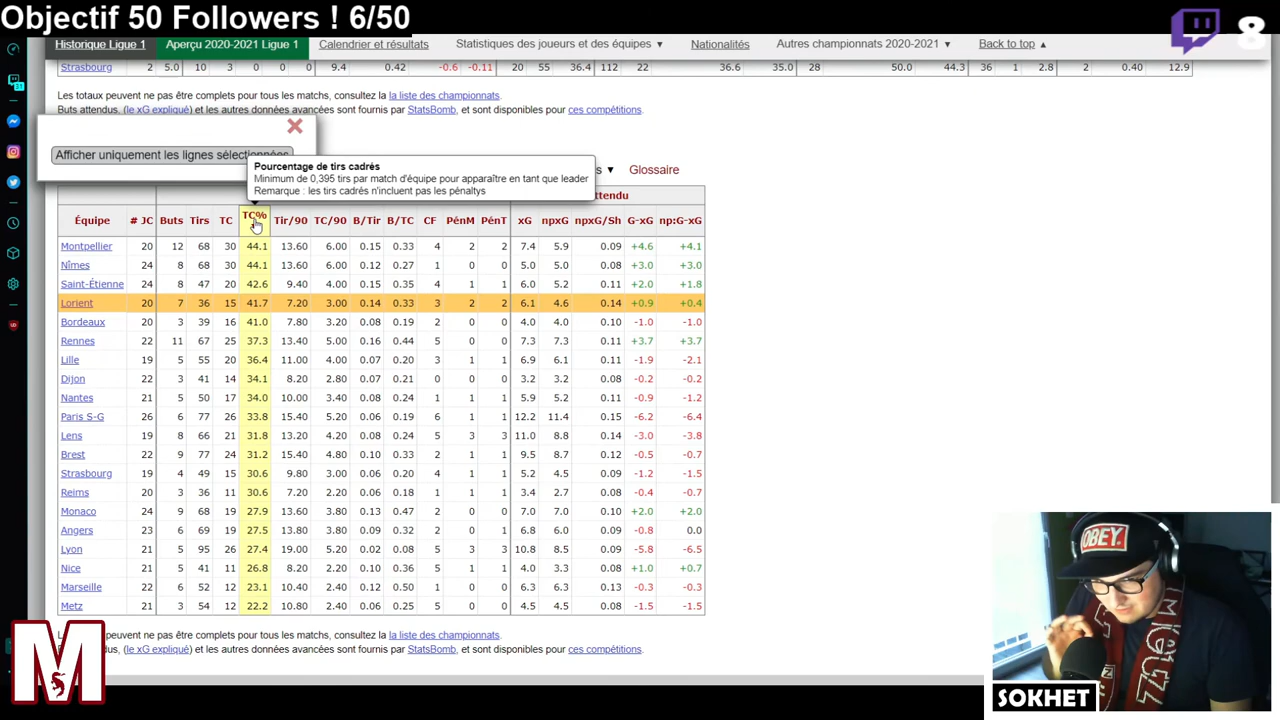 Objectif 50 Followers ! 6/50
8
Historique Ligue 1 Aperçu 2020-2021 Ligue 1 Calendrier et résultats Statistiques des joueurs et des équipes ▼ Nationalités Autres championnats 2020-2021 ▼ Back to top ▲
Strasbourg 2 5.0 10 3 0 0 0 9.4 0.42 -0.6 -0.11 20 55 36.4 112 22 36.6 35.0 28 50.0 44.3 36 1 2.8 2 0.40 12.9
Les totaux peuvent ne pas être complets pour tous les matchs, consultez la liste des championnats.
Buts attendus, (le xG expliqué) et les autres données avancées sont fournis par StatsBomb, et sont disponibles pour ces compétitions.
Afficher uniquement les lignes sélectionnées
Pourcentage de tirs cadrés
Minimum de 0,395 tirs par match d'équipe pour apparaître en tant que leader
Remarque : les tirs cadrés n'incluent pas les pénaltys
s ▼ Glossaire
ttendu
Équipe # JC Buts Tirs TC TC% Tir/90 TC/90 B/Tir B/TC CF PénM PénT xG npxG npxG/Sh G-xG np:G-xG
Montpellier 20 12 68 30 44.1 13.60 6.00 0.15 0.33 4 2 2 7.4 5.9 0.09 +4.6 +4.1
Nîmes 24 8 68 30 44.1 13.60 6.00 0.12 0.27 1 0 0 5.0 5.0 0.08 +3.0 +3.0
Saint-Étienne 24 8 47 20 42.6 9.40 4.00 0.15 0.35 4 1 1 6.0 5.2 0.11 +2.0 +1.8
Lorient 20 7 36 15 41.7 7.20 3.00 0.14 0.33 3 2 2 6.1 4.6 0.14 +0.9 +0.4
Bordeaux 20 3 39 16 41.0 7.80 3.20 0.08 0.19 2 0 0 4.0 4.0 0.10 -1.0 -1.0
Rennes 22 11 67 25 37.3 13.40 5.00 0.16 0.44 5 0 0 7.3 7.3 0.11 +3.7 +3.7
Lille 19 5 55 20 36.4 11.00 4.00 0.07 0.20 3 1 1 6.9 6.1 0.11 -1.9 -2.1
Dijon 22 3 41 14 34.1 8.20 2.80 0.07 0.21 0 0 0 3.2 3.2 0.08 -0.2 -0.2
Nantes 22 5 50 17 34.0 10.00 3.40 0.08 0.24 1 1 1 5.9 5.2 0.11 -0.9 -1.2
Paris S-G 26 6 77 26 33.8 15.40 5.20 0.06 0.19 6 1 1 12.2 11.4 0.15 -6.2 -6.4
Lens 19 8 66 21 31.8 13.20 4.20 0.08 0.24 5 3 3 11.0 8.8 0.14 -3.0 -3.8
Brest 22 9 77 24 31.2 15.40 4.80 0.10 0.33 2 1 1 9.5 8.7 0.12 -0.5 -0.7
Strasbourg 19 4 49 15 30.6 9.80 3.00 0.06 0.20 4 1 1 5.2 4.5 0.09 -1.2 -1.5
Reims 20 3 36 11 30.6 7.20 2.20 0.06 0.18 1 1 1 3.4 2.7 0.08 -0.4 -0.7
Monaco 24 9 68 19 27.9 13.60 3.80 0.13 0.47 2 0 0 7.0 7.0 0.10 +2.0 +2.0
Angers 23 6 69 19 27.5 13.80 3.80 0.09 0.32 2 0 0 6.8 6.0 0.09 -0.8 0.0
Lyon 21 5 95 26 27.4 19.00 5.20 0.02 0.08 5 3 3 10.8 8.5 0.09 -5.8 -6.5
Nice 21 5 41 11 26.8 8.20 2.20 0.10 0.36 5 1 1 4.0 3.3 0.08 +1.0 +0.7
Marseille 22 6 52 12 23.1 10.40 2.40 0.12 0.50 1 0 0 6.3 6.3 0.13 -0.3 -0.3
Metz 21 3 54 12 22.2 10.80 2.40 0.06 0.25 5 0 0 4.5 4.5 0.08 -1.5 -1.5
peuvent ne pas être complets pour tous les matchs, consultez la liste des championnats.
(le xG expliqué) et les autres données avancées sont fournis par StatsBomb, et sont disponibles pour ces compétitions.
M
OBEY
SOKHET